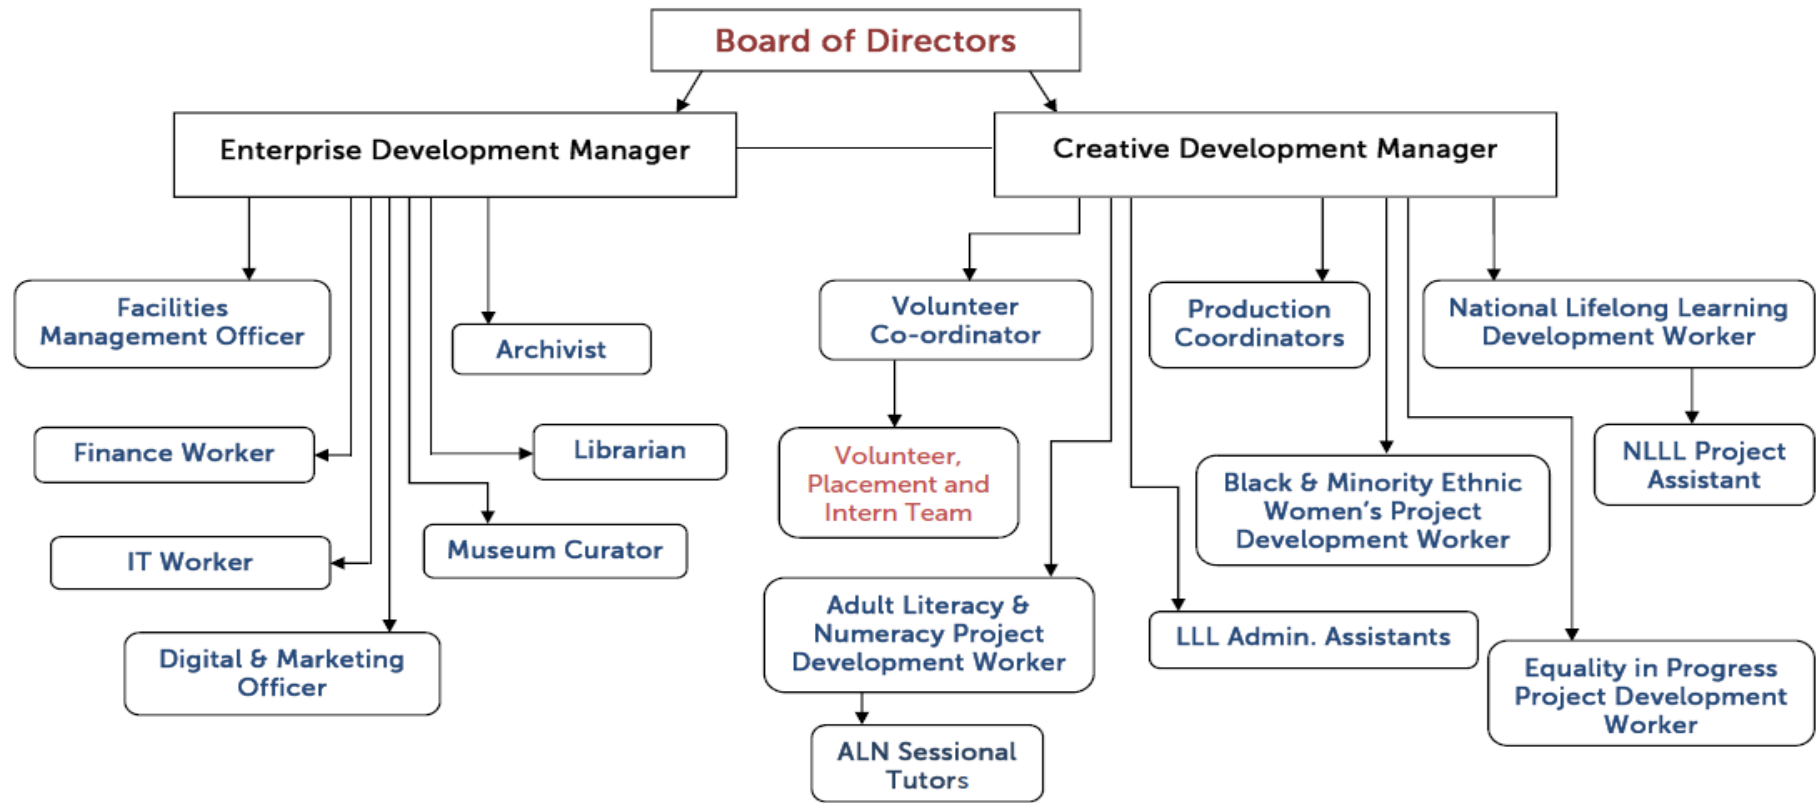 Board of Directors
Enterprise Development Manager
Creative Development Manager
Facilities
Management Officer
Archivist
Finance Worker
Librarian
IT Worker
Museum Curator
Digital & Marketing
Officer
Volunteer
Co-ordinator
Production
Coordinators
National Lifelong Learning
Development Worker
Volunteer,
Placement and
Intern Team
Black & Minority Ethnic
Women's Project
Development Worker
NLLL Project
Assistant
Adult Literacy &
Numeracy Project
Development Worker
LLL Admin. Assistants
Equality in Progress
Project Development
Worker
ALN Sessional
Tutors